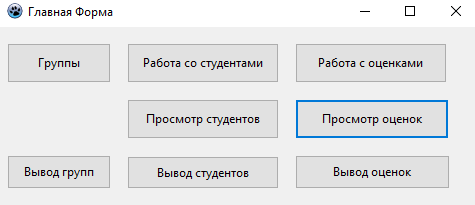 Главная Форма
Группы
Работа со студентами
Работа с оценками
Просмотр студентов
Просмотр оценок
Вывод групп
Вывод студентов
Вывод оценок